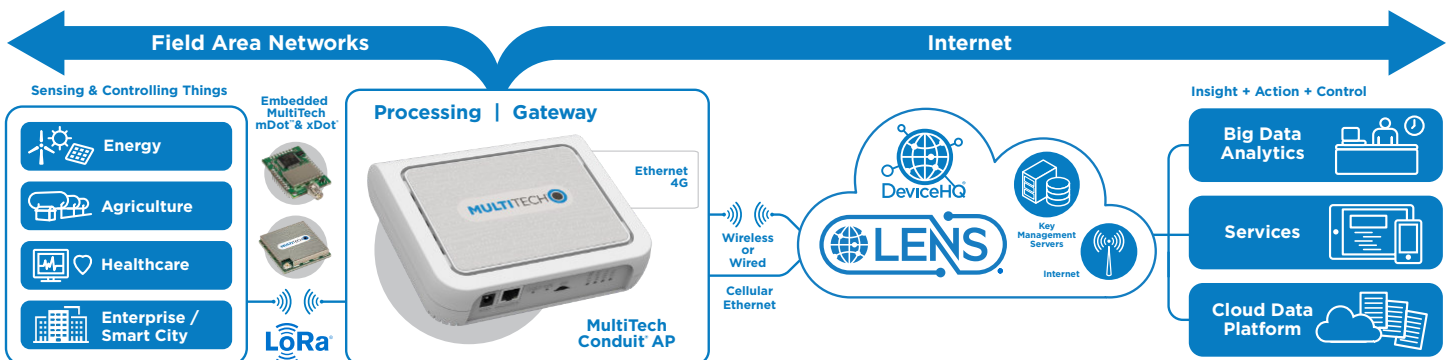 Field Area Networks
Internet
Sensing & Controlling Things
Energy
Agriculture
Healthcare
Enterprise /
Smart City
Embedded
MultiTech
mDot™ & xDot®
MULTITECH
LoRa®
Processing | Gateway
Ethernet
4G
MULTITECH
MultiTech
Conduit® AP
Wireless
or
Wired
Cellular
Ethernet
DeviceHQ®
LENS®
Key
Management
Servers
Internet
Insight + Action + Control
Big Data
Analytics
Services
Cloud Data
Platform